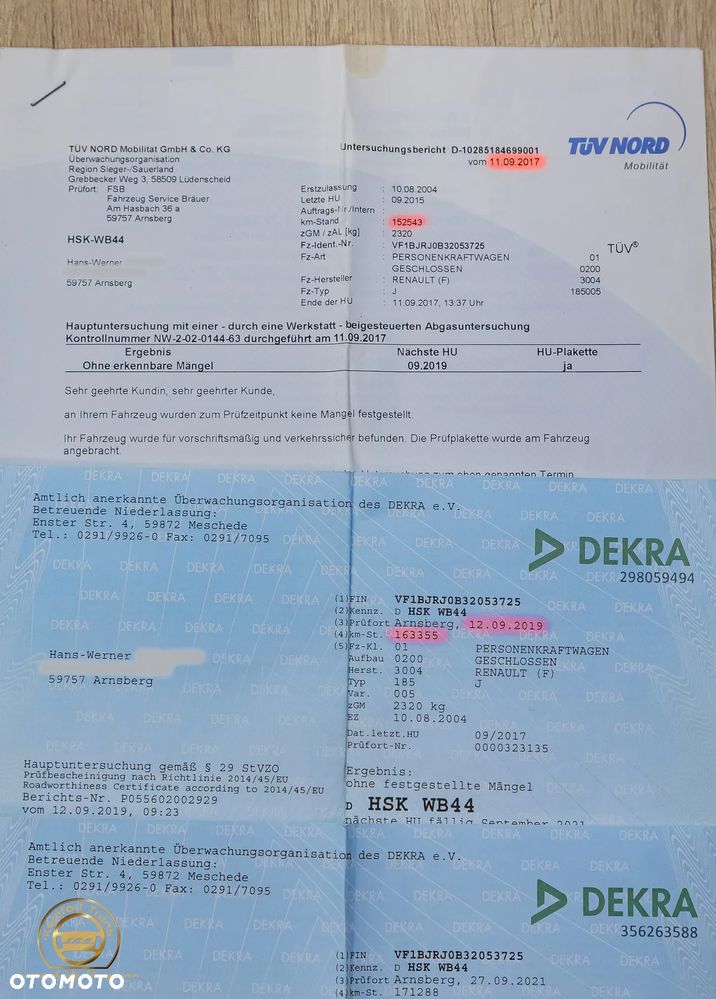 TÜV NORD Mobilität GmbH & Co. KG
Überwachungsorganisation
Region Sieger-/Sauerland
Grebbecker Weg 3, 58509 Lüdenscheid
Prüfort: FSB
Fahrzeug Service Bräuer
Am Hasbach 36 a
59757 Arnsberg
HSK-WB44
Hans-Werner
59757 Arnsberg
Untersuchungsbericht D-10285184699001
vom 11.09.2017
TÜV NORD
Mobilität
Erstzulassung : 10.08.2004
Letzte HU : 09.2015
Auftrags-Nr./Intern :
km-Stand : 152543
zGM / zAL [kg] : 2320
Fz-Ident.-Nr. : VF1BJRJ0B32053725
Fz-Art : PERSONENKRAFTWAGEN 01
GESCHLOSSEN 0200
Fz-Hersteller : RENAULT (F) 3004
Fz-Typ : J 185005
Ende der HU : 11.09.2017, 13:37 Uhr
TÜV®
Hauptuntersuchung mit einer - durch eine Werkstatt - beigesteuerten Abgasuntersuchung
Kontrollnummer NW-2-02-0144-63 durchgeführt am 11.09.2017
Ergebnis Nächste HU HU-Plakette
Ohne erkennbare Mängel 09.2019 ja
Sehr geehrte Kundin, sehr geehrter Kunde,
an Ihrem Fahrzeug wurden zum Prüfzeitpunkt keine Mängel festgestellt.
Ihr Fahrzeug wurde für vorschriftsmäßig und verkehrssicher befunden. Die Prüfplakette wurde am Fahrzeug
angebracht.
zum oben genannten Termin
Amtlich anerkannte Überwachungsorganisation des DEKRA e.V.
Betreuende Niederlassung:
Enster Str. 4, 59872 Meschede
Tel.: 0291/9926-0 Fax: 0291/7095
DEKRA
298059494
(1)FIN VF1BJRJ0B32053725
(2)Kennz. D HSK WB44
(3)Prüfort Arnsberg, 12.09.2019
(4)km-St. 163355
(5)Fz-Kl. 01 PERSONENKRAFTWAGEN
Aufbau 0200 GESCHLOSSEN
Herst. 3004 RENAULT (F)
Typ 185 J
Var. 005
zGM 2320 kg
EZ 10.08.2004
Dat.letzt.HU 09/2017
Prüfort-Nr. 0000323135
Hans-Werner
59757 Arnsberg
Hauptuntersuchung gemäß § 29 StVZO
Prüfbescheinigung nach Richtlinie 2014/45/EU
Roadworthiness Certificate according to 2014/45/EU
Berichts-Nr. P055602002929
vom 12.09.2019, 09:23
Ergebnis:
ohne festgestellte Mängel
D HSK WB44
nächste HU fällig September 2021
Amtlich anerkannte Überwachungsorganisation des DEKRA e.V.
Betreuende Niederlassung:
Enster Str. 4, 59872 Meschede
Tel.: 0291/9926-0 Fax: 0291/7095
DEKRA
356263588
(1)FIN VF1BJRJ0B32053725
(2)Kennz. D HSK WB44
(3)Prüfort Arnsberg, 27.09.2021
(4)km-St. 171288
OTOMOTO